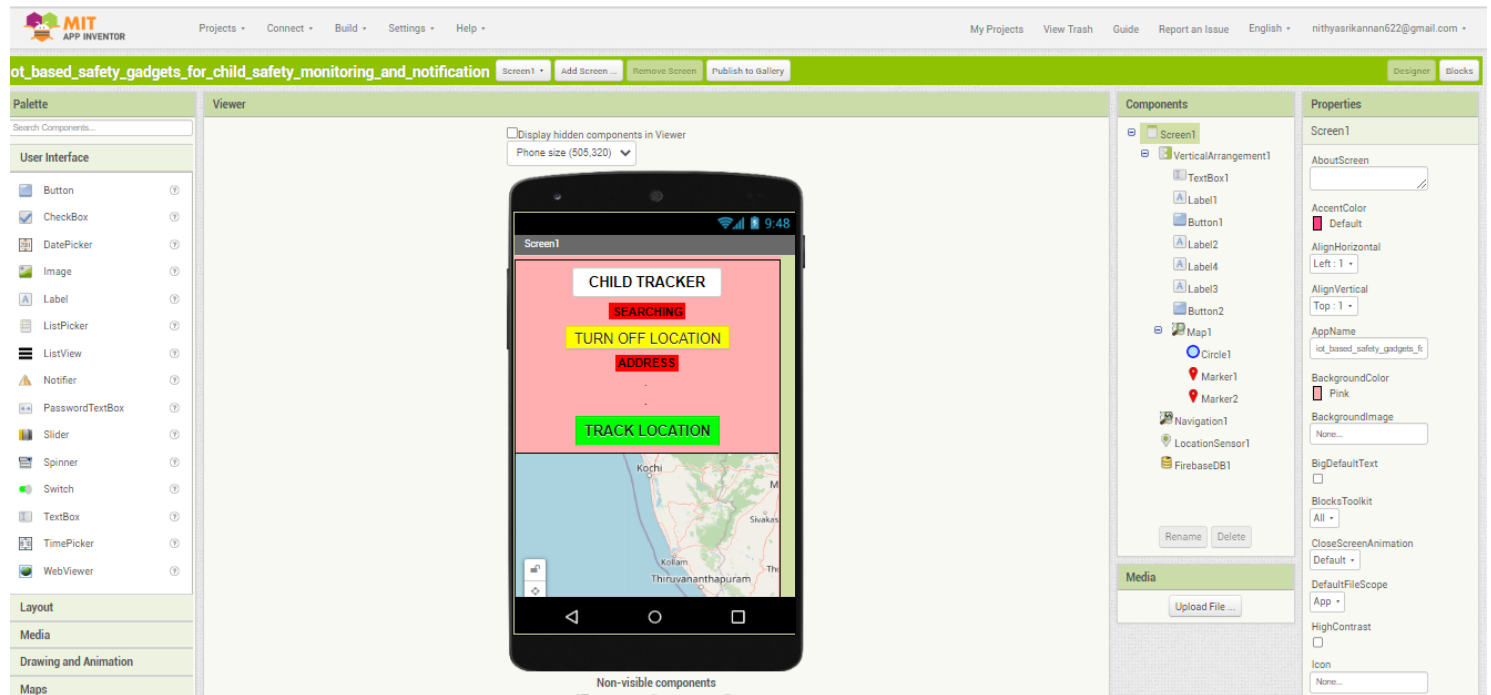 MIT
APP INVENTOR
Projects Connect Build Settings Help My Projects View Trash Guide Report an Issue English nithyasrikannan622@gmail.com
ot_based_safety_gadgets_for_child_safety_monitoring_and_notification Screen1 Add Screen ... Remove Screen Publish to Gallery Designer Blocks
Palette
Search Components...
User Interface
Button
CheckBox
DatePicker
Image
Label
ListPicker
ListView
Notifier
PasswordTextBox
Slider
Spinner
Switch
TextBox
TimePicker
WebViewer
Layout
Media
Drawing and Animation
Maps
Viewer
Display hidden components in Viewer
Phone size (505,320)
9:48
Screen1
CHILD TRACKER
SEARCHING
TURN OFF LOCATION
ADDRESS
.
.
TRACK LOCATION
Kochi
M
Sivakas
Kollam
The
Thiruvananthapuram
Non-visible components
Components
Screen1
VerticalArrangement1
TextBox1
Label1
Button1
Label2
Label4
Label3
Button2
Map1
Circle1
Marker1
Marker2
Navigation1
LocationSensor1
FirebaseDB1
Rename Delete
Media
Upload File ...
Properties
Screen1
AboutScreen
AccentColor
Default
AlignHorizontal
Left : 1
AlignVertical
Top : 1
AppName
iot_based_safety_gadgets_fc
BackgroundColor
Pink
BackgroundImage
None...
BigDefaultText
BlocksToolkit
All
CloseScreenAnimation
Default
DefaultFileScope
App
HighContrast
Icon
None...